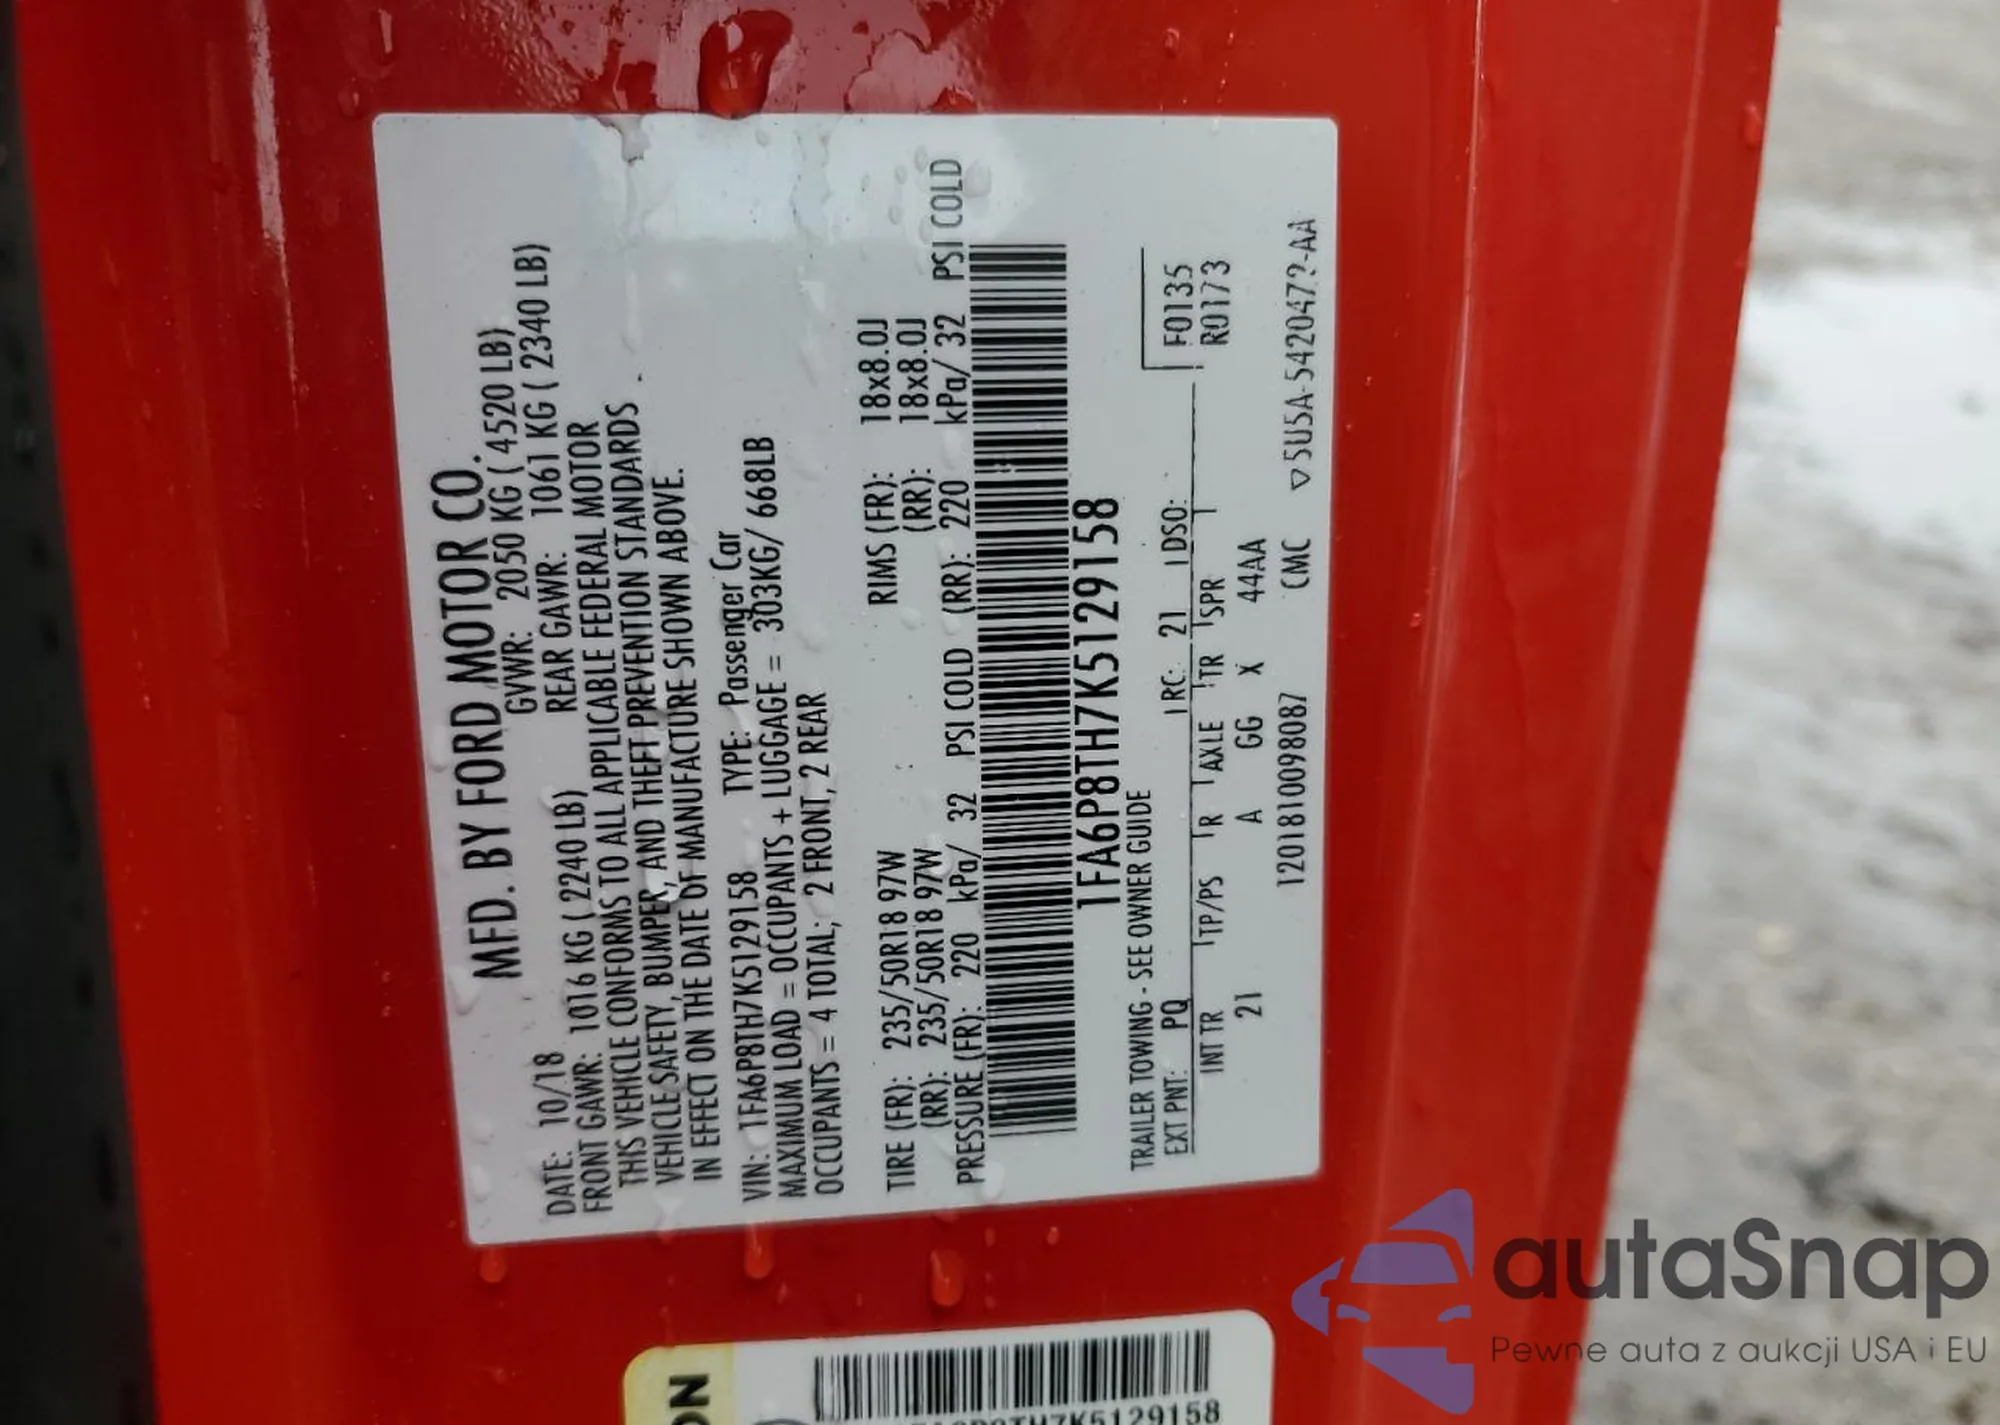 MFD. BY FORD MOTOR CO.
DATE: 10/18 GVWR: 2050 KG ( 4520 LB)
FRONT GAWR: 1016 KG ( 2240 LB) REAR GAWR: 1061 KG ( 2340 LB)
THIS VEHICLE CONFORMS TO ALL APPLICABLE FEDERAL MOTOR
VEHICLE SAFETY, BUMPER, AND THEFT PREVENTION STANDARDS
IN EFFECT ON THE DATE OF MANUFACTURE SHOWN ABOVE.
VIN: 1FA6P8TH7K5129158 TYPE: Passenger Car
MAXIMUM LOAD = OCCUPANTS + LUGGAGE = 303KG/ 668LB
OCCUPANTS = 4 TOTAL; 2 FRONT, 2 REAR
TIRE (FR): 235/50R18 97W RIMS (FR): 18x8.0J
(RR): 235/50R18 97W (RR): 18x8.0J
PRESSURE (FR): 220 kPa/ 32 PSI COLD (RR): 220 kPa/ 32 PSI COLD
1FA6P8TH7K5129158
TRAILER TOWING - SEE OWNER GUIDE
EXT PNT: PQ RC: 21 DSO: F0135
INT TR TP/PS R AXLE TR SPR R0173
21 A GG X 44AA
1201810098087 CMC ▽5U5A-5420472-AA
ON
K5129158
autaSnap
Pewne auta z aukcji USA i EU